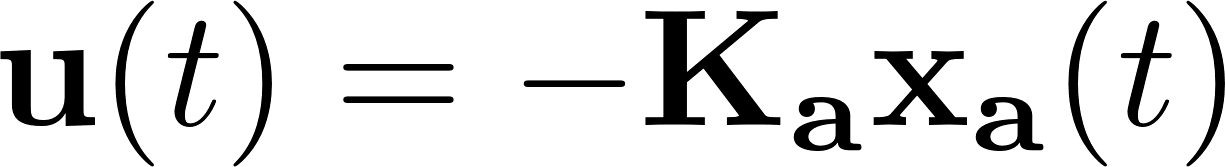 u(t) = −Kₐxₐ(t)